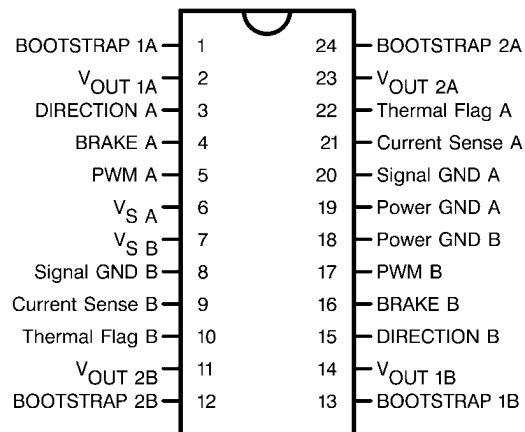 BOOTSTRAP 1A 1 24 BOOTSTRAP 2A
VOUT 1A 2 23 VOUT 2A
DIRECTION A 3 22 Thermal Flag A
BRAKE A 4 21 Current Sense A
PWM A 5 20 Signal GND A
VS A 6 19 Power GND A
VS B 7 18 Power GND B
Signal GND B 8 17 PWM B
Current Sense B 9 16 BRAKE B
Thermal Flag B 10 15 DIRECTION B
VOUT 2B 11 14 VOUT 1B
BOOTSTRAP 2B 12 13 BOOTSTRAP 1B